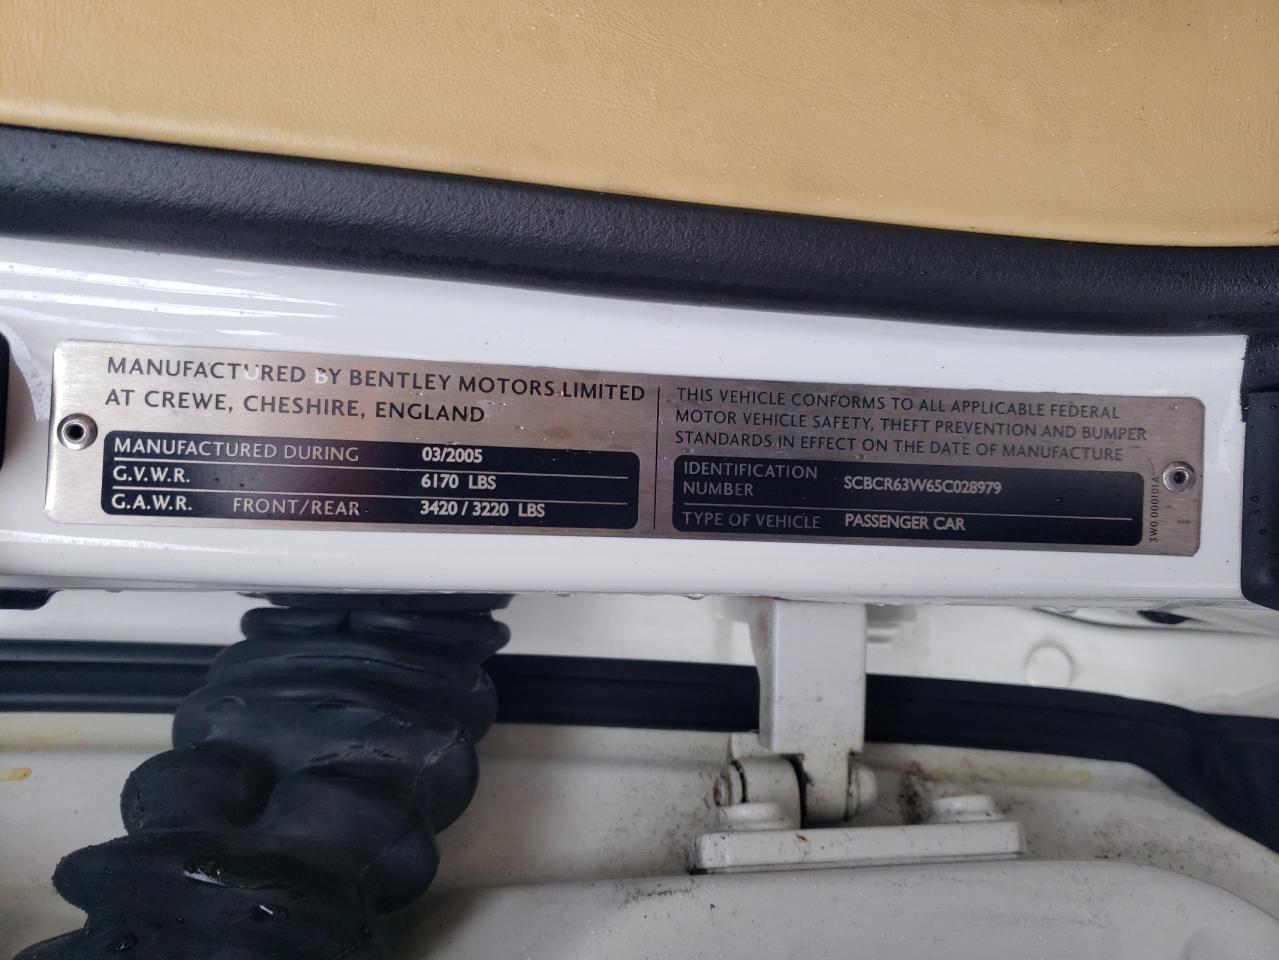 MANUFACTURED BY BENTLEY MOTORS LIMITED
AT CREWE, CHESHIRE, ENGLAND
MANUFACTURED DURING 03/2005
G.V.W.R. 6170 LBS
G.A.W.R. FRONT/REAR 3420 / 3220 LBS
THIS VEHICLE CONFORMS TO ALL APPLICABLE FEDERAL
MOTOR VEHICLE SAFETY, THEFT PREVENTION AND BUMPER
STANDARDS IN EFFECT ON THE DATE OF MANUFACTURE
IDENTIFICATION
NUMBER SCBCR63W65C028979
TYPE OF VEHICLE PASSENGER CAR
3W0 000101A